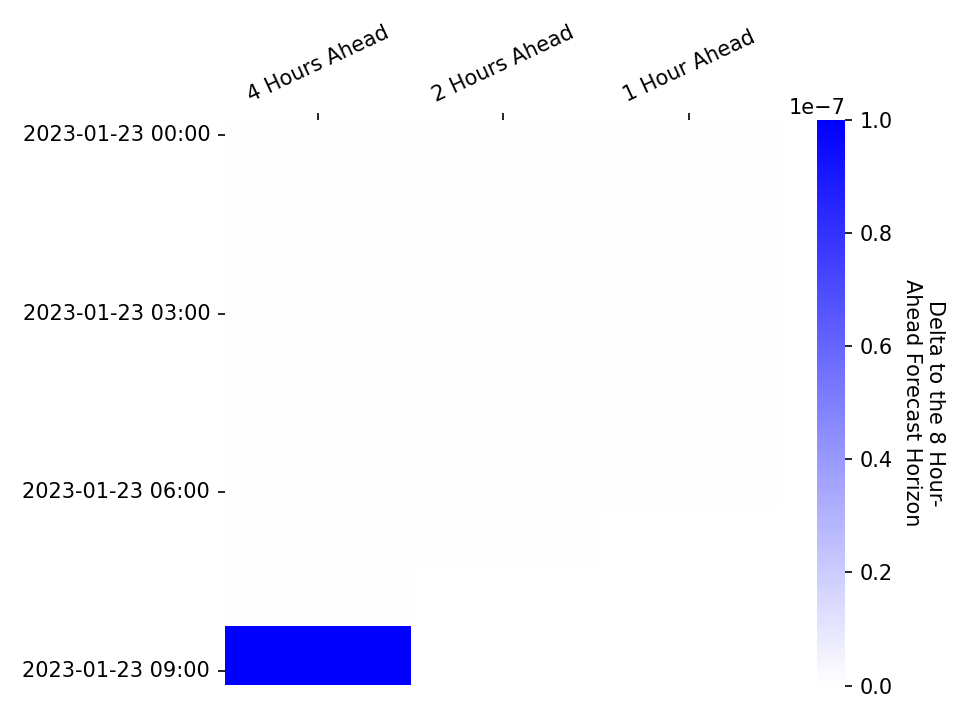 4 Hours Ahead
2 Hours Ahead
1 Hour Ahead
2023-01-23 00:00
2023-01-23 03:00
2023-01-23 06:00
2023-01-23 09:00
1e−7
1.0
0.8
0.6
0.4
0.2
0.0
Delta to the 8 Hour-
Ahead Forecast Horizon